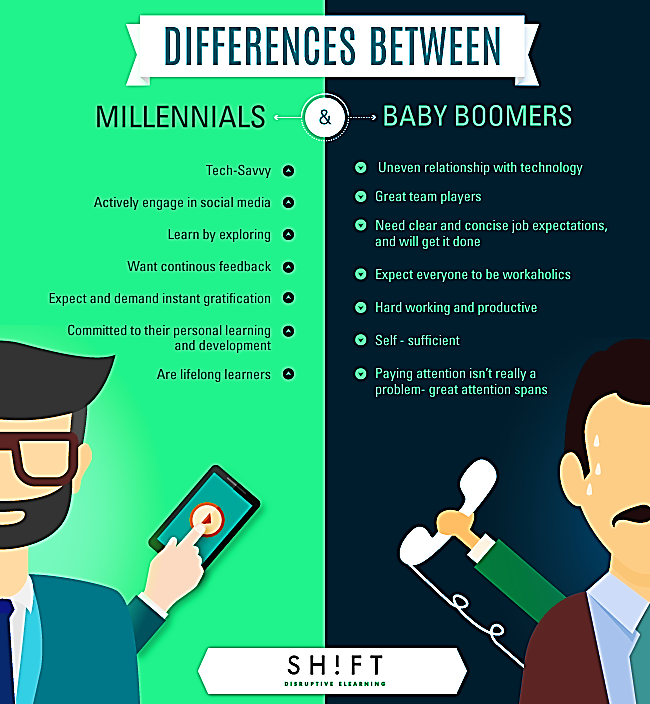 DIFFERENCES BETWEEN
MILLENNIALS & BABY BOOMERS
Tech-Savvy
Actively engage in social media
Learn by exploring
Want continous feedback
Expect and demand instant gratification
Committed to their personal learning
and development
Are lifelong learners
Uneven relationship with technology
Great team players
Need clear and concise job expectations,
and will get it done
Expect everyone to be workaholics
Hard working and productive
Self - sufficient
Paying attention isn't really a
problem- great attention spans
SH!FT
DISRUPTIVE ELEARNING